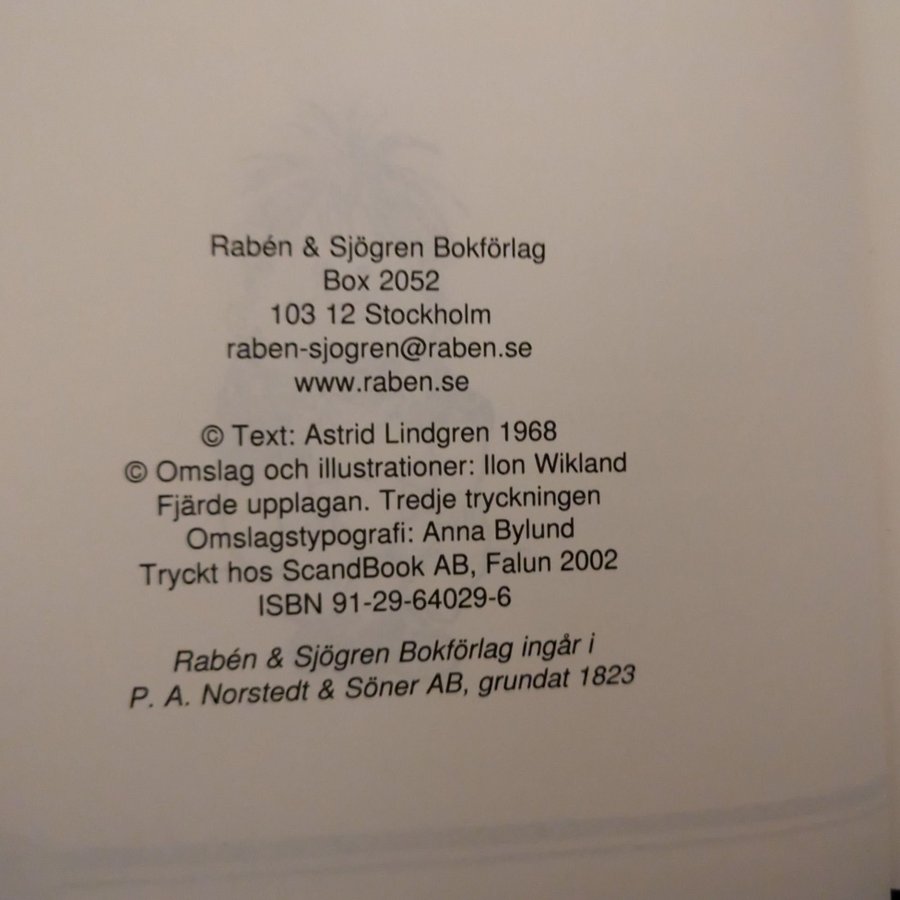 Rabén & Sjögren Bokförlag
Box 2052
103 12 Stockholm
raben-sjogren@raben.se
www.raben.se
© Text: Astrid Lindgren 1968
© Omslag och illustrationer: Ilon Wikland
Fjärde upplagan. Tredje tryckningen
Omslagstypografi: Anna Bylund
Tryckt hos ScandBook AB, Falun 2002
ISBN 91-29-64029-6
Rabén & Sjögren Bokförlag ingår i
P. A. Norstedt & Söner AB, grundat 1823